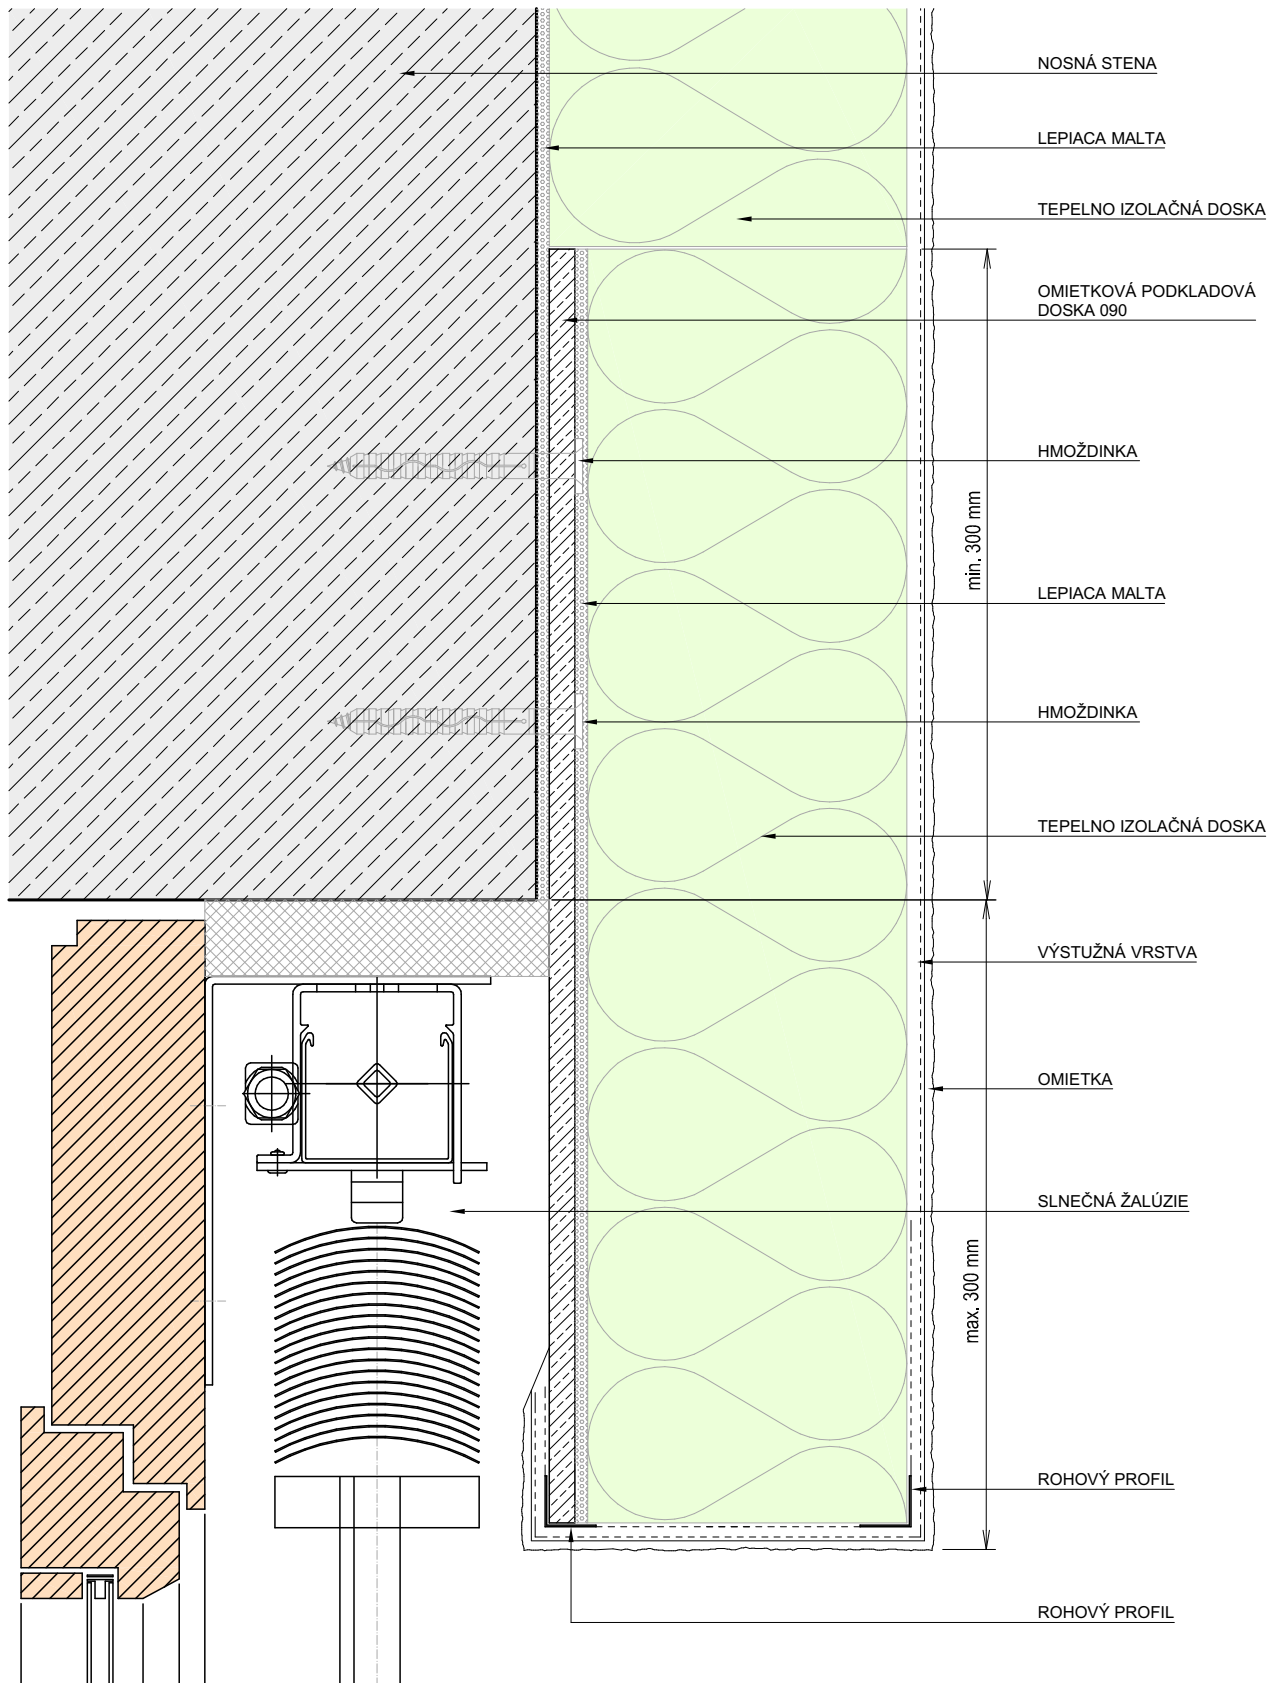 NOSNÁ STENA
LEPIACA MALTA
TEPELNO IZOLAČNÁ DOSKA
OMIETKOVÁ PODKLADOVÁ
DOSKA 090
HMOŽDINKA
min. 300 mm
LEPIACA MALTA
HMOŽDINKA
TEPELNO IZOLAČNÁ DOSKA
VÝSTUŽNÁ VRSTVA
OMIETKA
SLNEČNÁ ŽALÚZIE
max. 300 mm
ROHOVÝ PROFIL
ROHOVÝ PROFIL